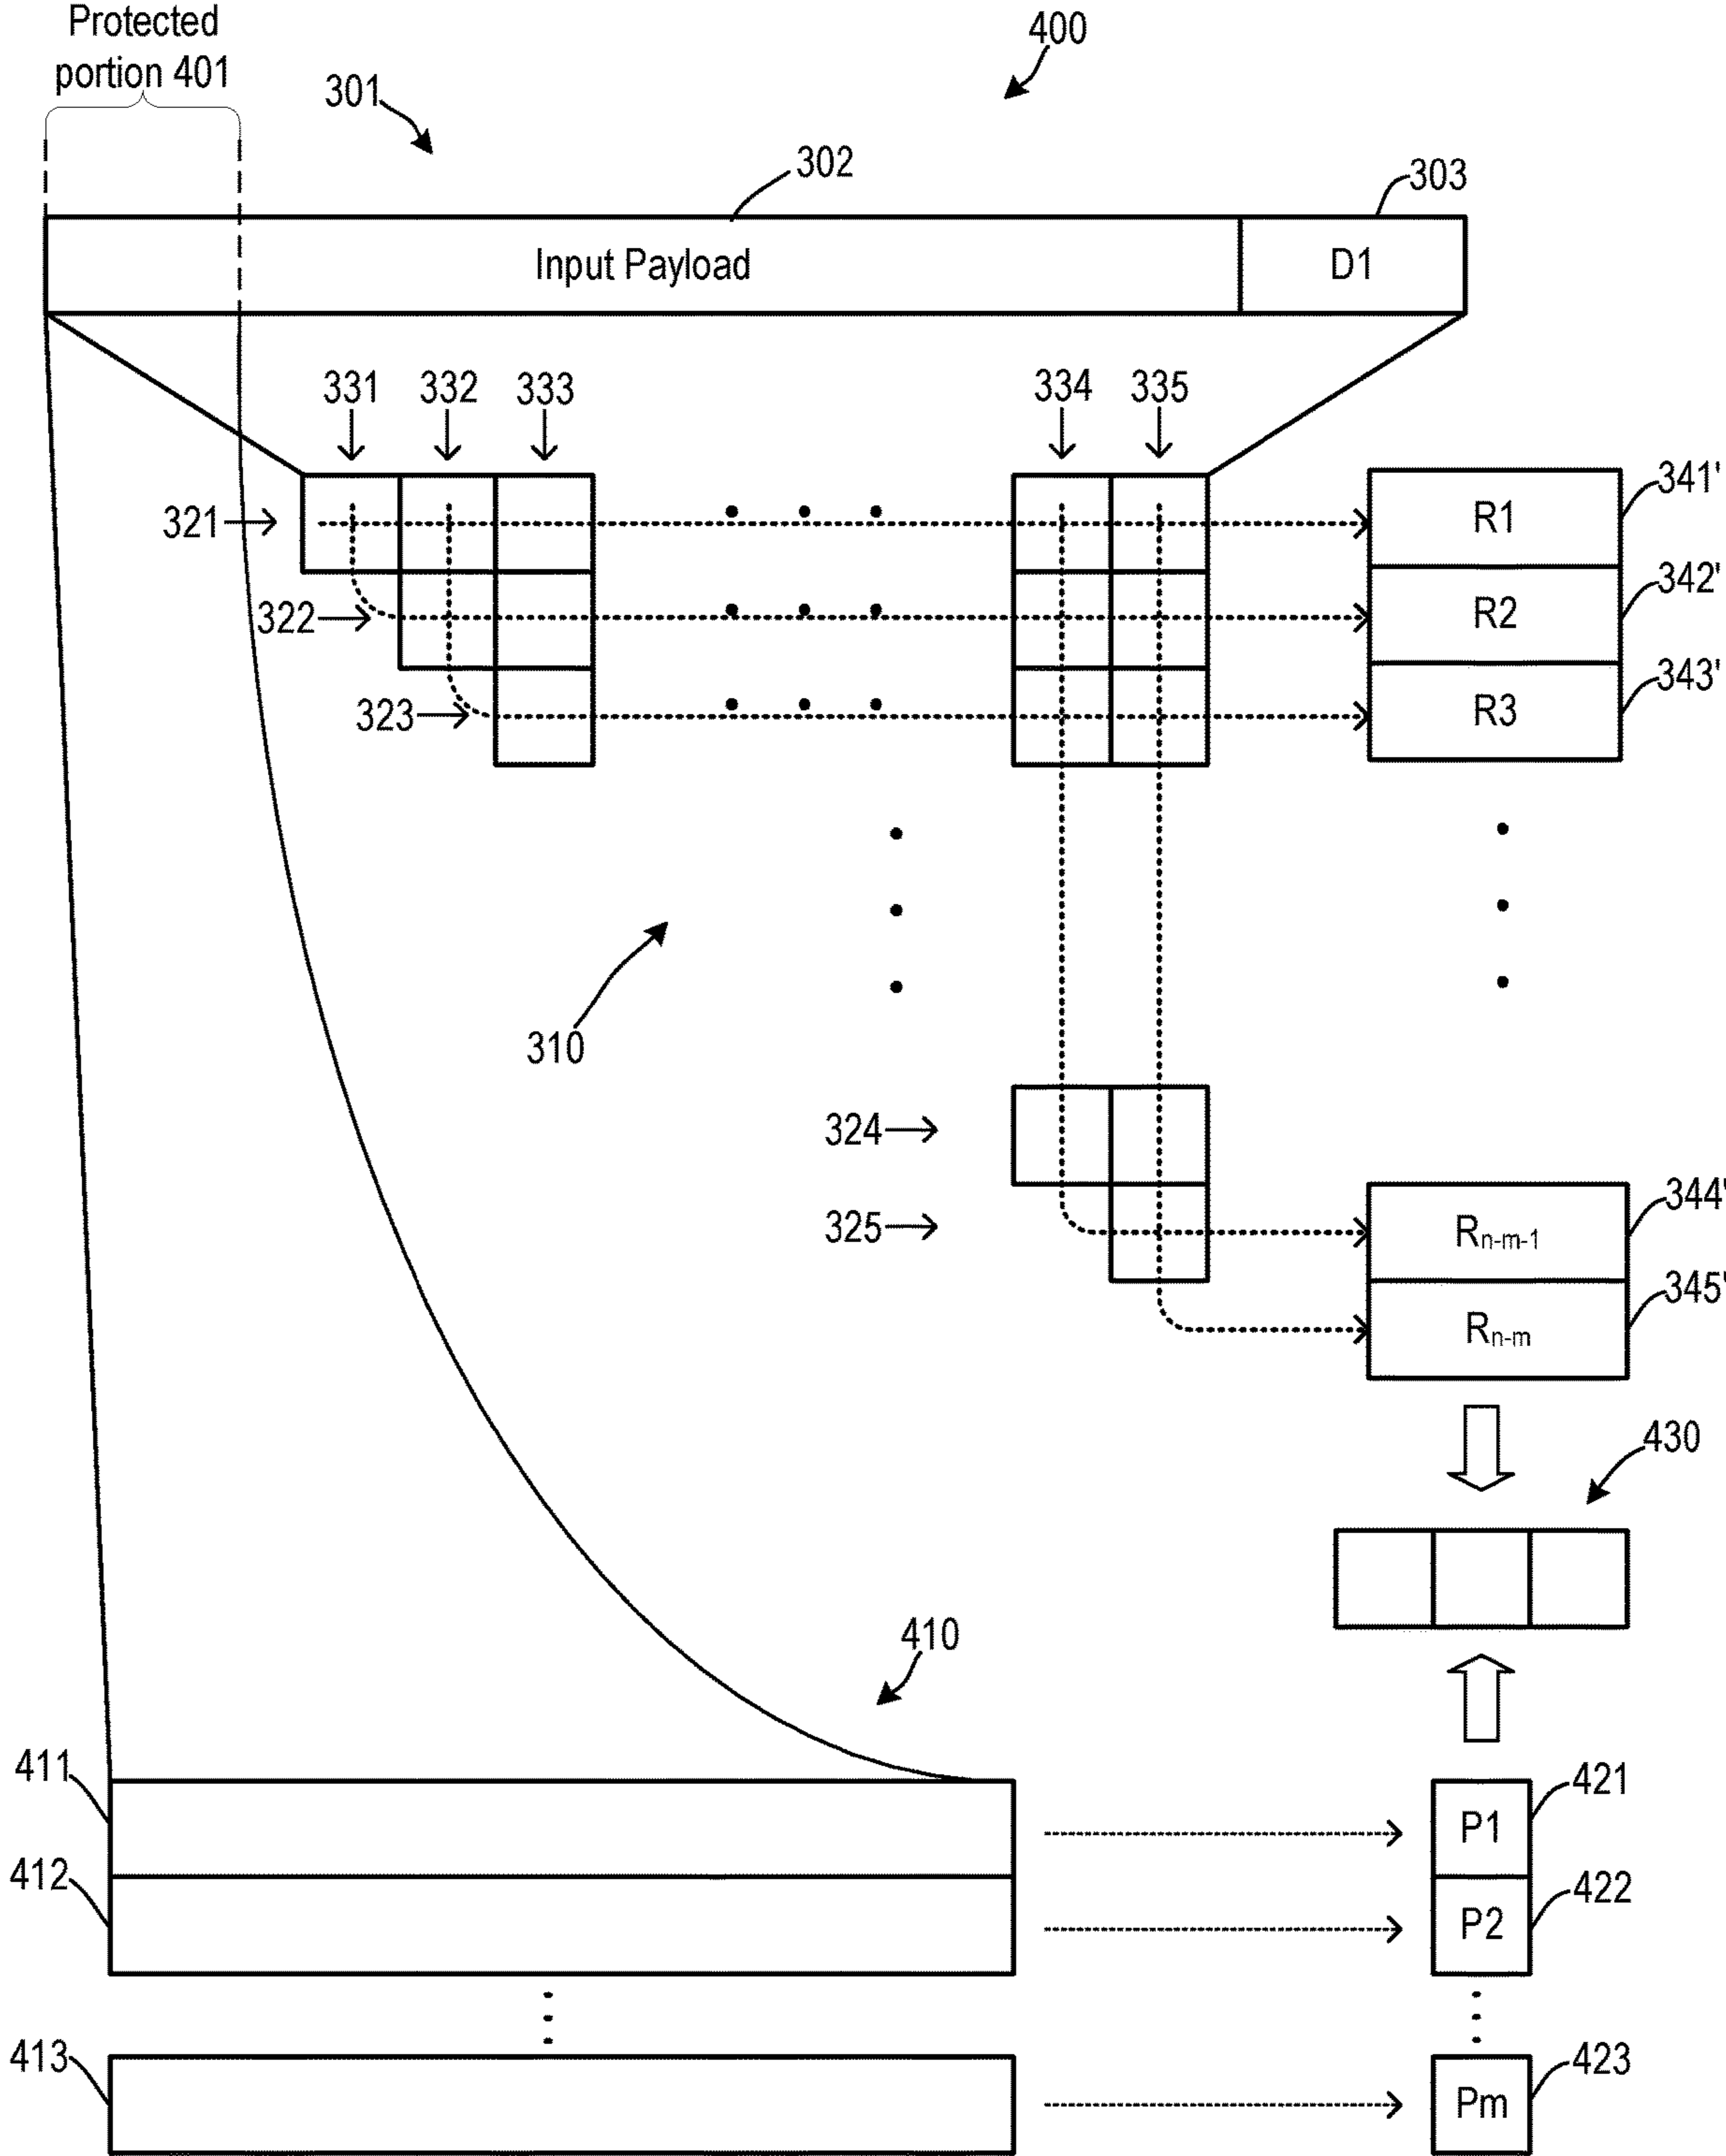 Protected
portion 401
400
301
302
303
Input Payload
D1
331
332
333
334
335
321
R1
341'
322
R2
342'
323
R3
343'
310
324
325
Rn-m-1
344'
Rn-m
345'
430
410
411
P1
421
412
P2
422
413
Pm
423